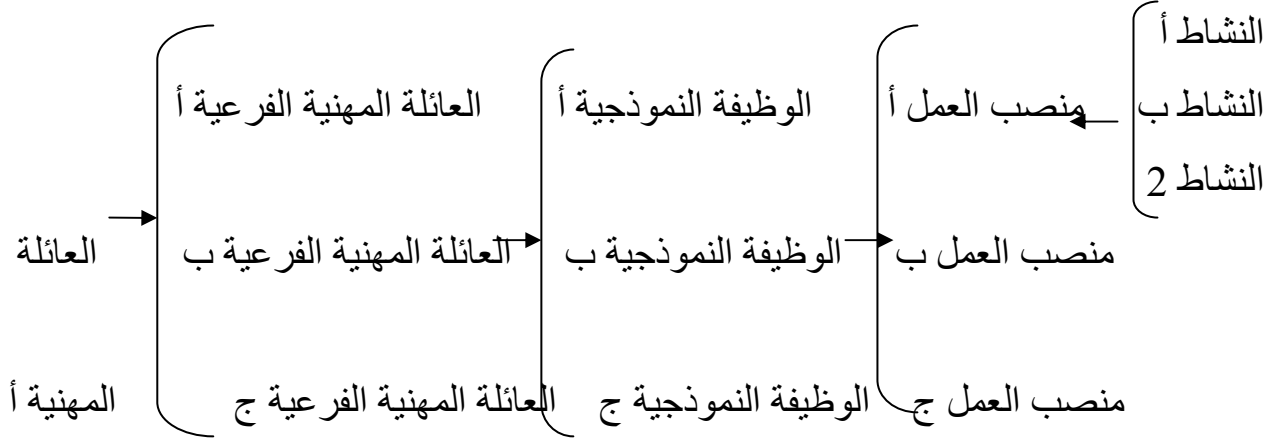 النشاط أ
العائلة المهنية الفرعية أ الوظيفة النموذجية أ منصب العمل أ النشاط ب
النشاط 2
العائلة العائلة المهنية الفرعية ب الوظيفة النموذجية ب منصب العمل ب
المهنية أ العائلة المهنية الفرعية ج الوظيفة النموذجية ج منصب العمل ج